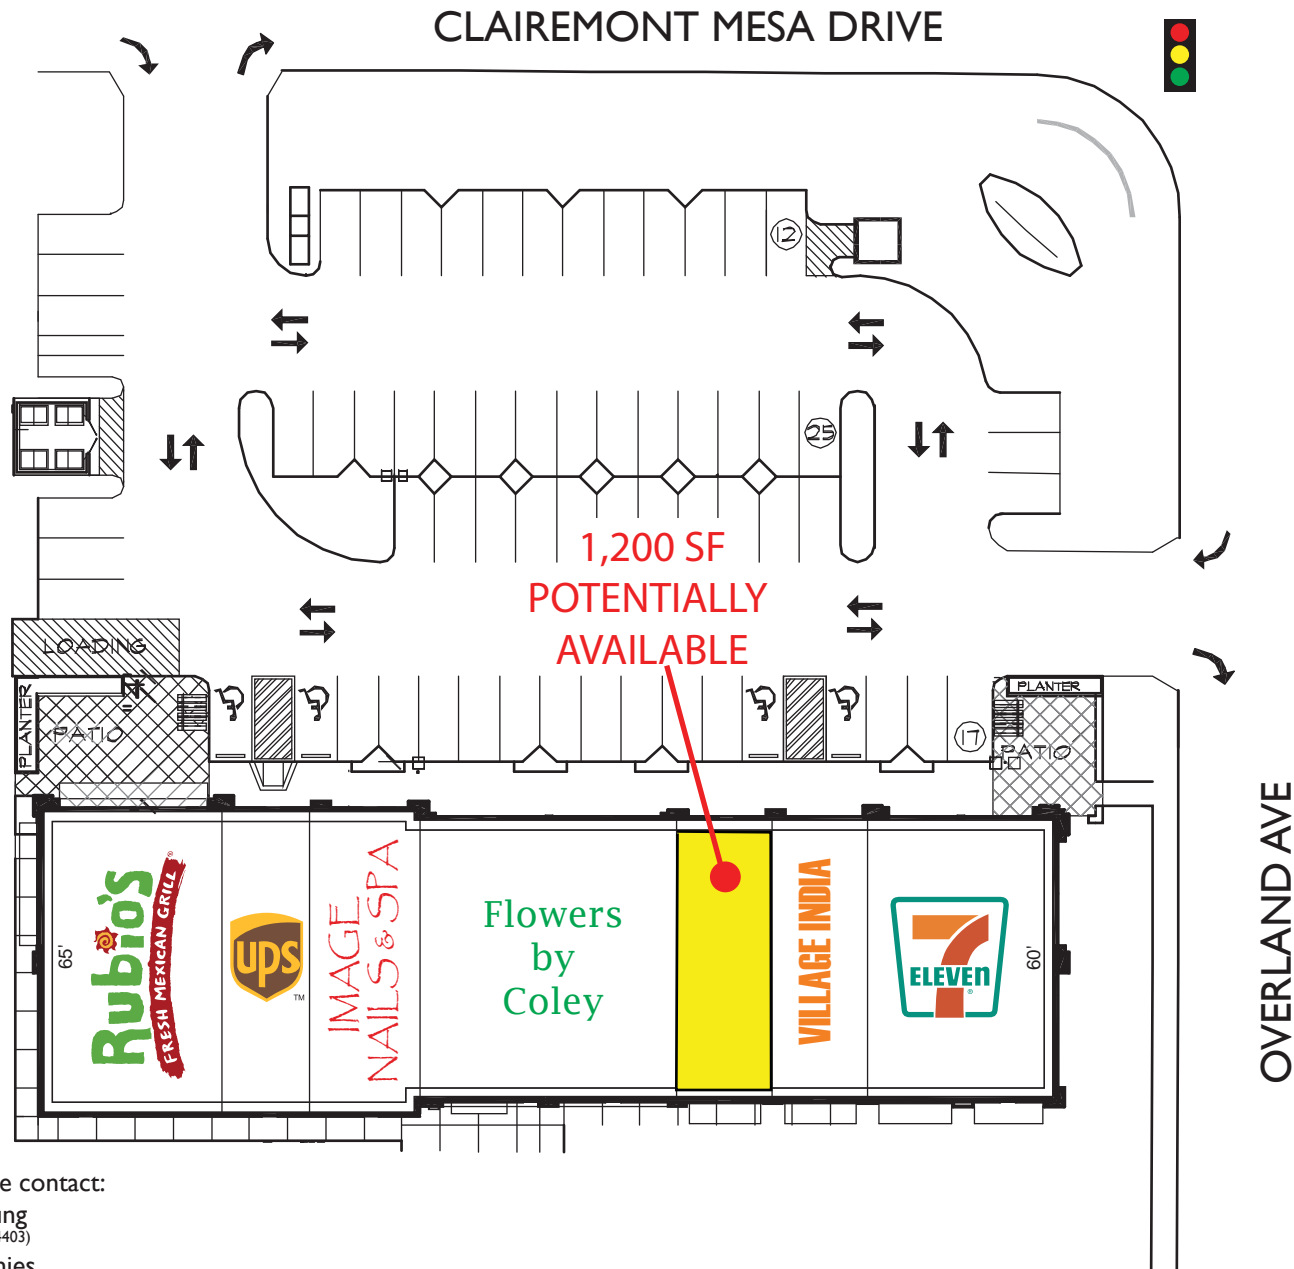 CLAIREMONT MESA DRIVE
12
25
1,200 SF
POTENTIALLY
AVAILABLE
LOADING
PLANTER
PATIO
17
PLANTER
PATIO
OVERLAND AVE
65'
Rubio's®
FRESH MEXICAN GRILL
ups
TM
IMAGE
NAILS & SPA
Flowers
by
Coley
VILLAGE INDIA
7
ELEVEn
®
60'
e contact:
ng
4403)
nies